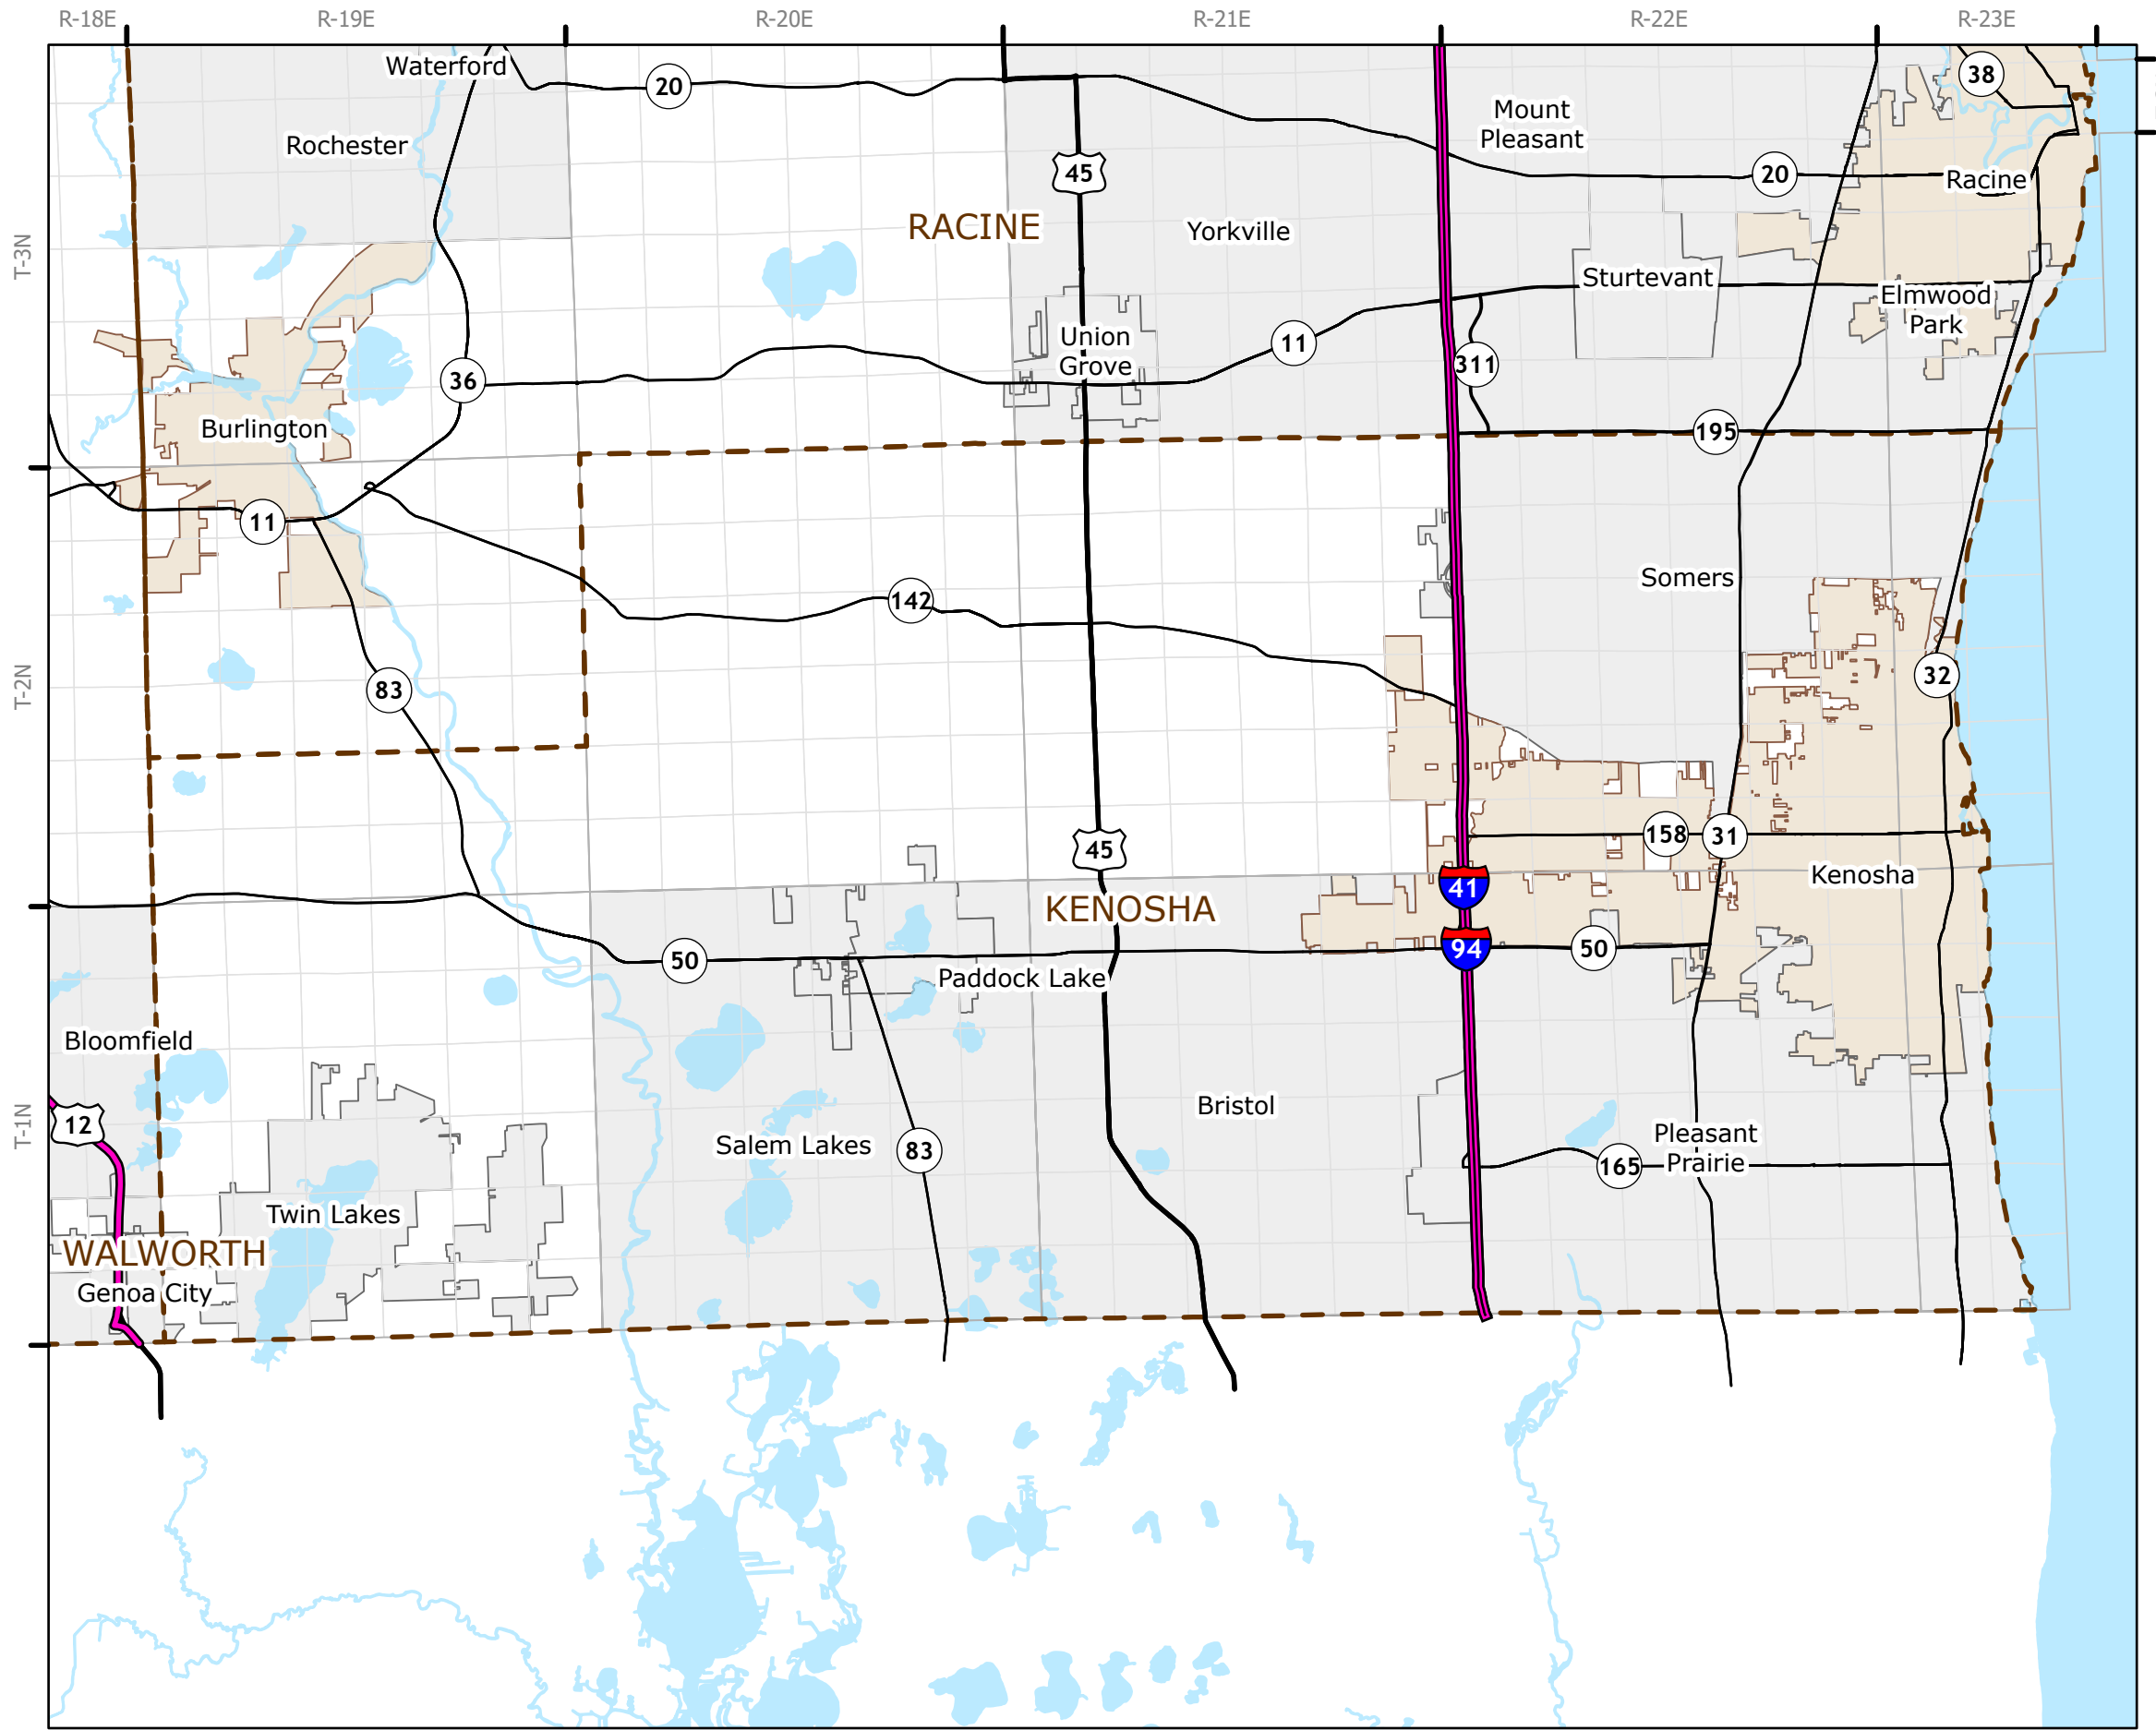 R-18E
R-19E
R-20E
R-21E
R-22E
R-23E
Waterford
20
38
Mount
Pleasant
Rochester
45
20
Racine
RACINE
Yorkville
T-3N
Sturtevant
Elmwood
Park
Union
Grove
11
311
36
Burlington
195
11
Somers
142
T-2N
83
32
45
158
31
41
Kenosha
KENOSHA
94
50
50
Paddock Lake
Bloomfield
Bristol
12
T-1N
Salem Lakes
83
Pleasant
Prairie
165
Twin Lakes
WALWORTH
Genoa City